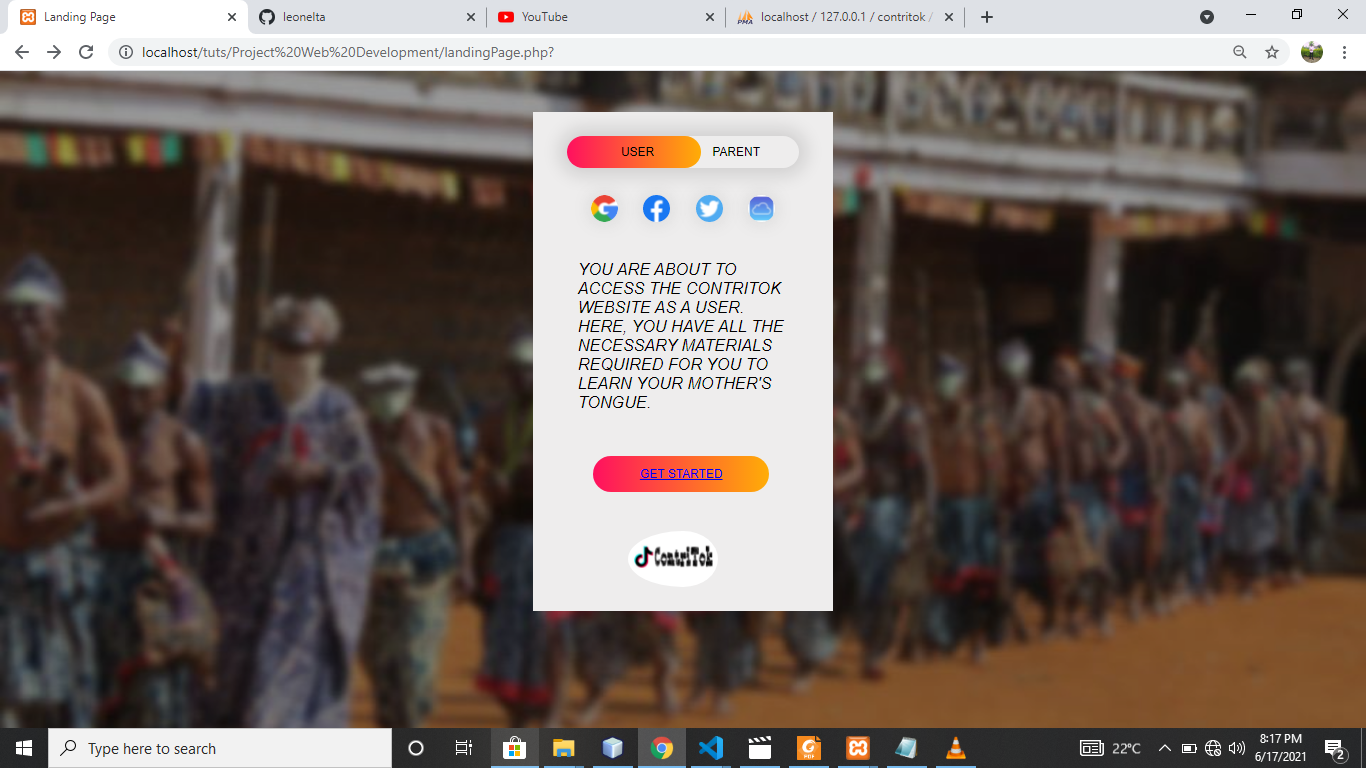 Landing Page
leonelta
YouTube
PMA
localhost / 127.0.0.1 / contritok /
localhost/tuts/Project%20Web%20Development/landingPage.php?
USER
PARENT
YOU ARE ABOUT TO
ACCESS THE CONTRITOK
WEBSITE AS A USER.
HERE, YOU HAVE ALL THE
NECESSARY MATERIALS
REQUIRED FOR YOU TO
LEARN YOUR MOTHER'S
TONGUE.
GET STARTED
ContriTok
Type here to search
PDF
22°C
8:17 PM
6/17/2021
2